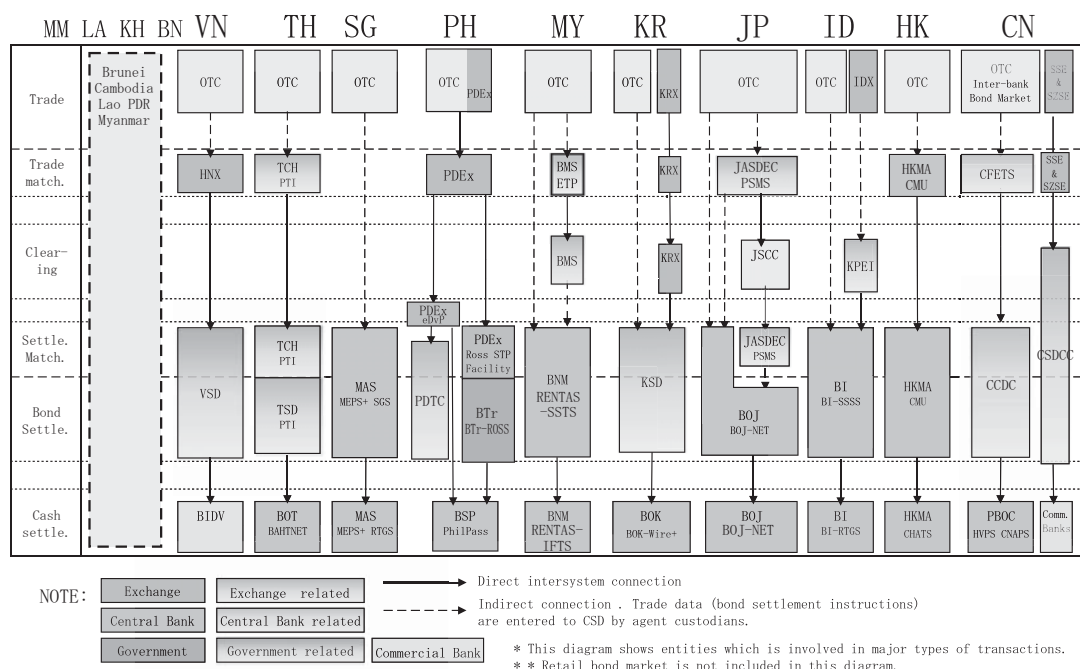 MM LA KH BN VN TH SG PH MY KR JP ID HK CN
Trade
Brunei
Cambodia
Lao PDR
Myanmar
OTC
OTC
OTC
OTC
PDEx
OTC
OTC
KRX
OTC
OTC
IDX
OTC
OTC
Inter-bank
Bond Market
SSE
&
SZSE
Trade
match.
HNX
TCH
PTI
PDEx
BMS
ETP
KRX
JASDEC
PSMS
HKMA
CMU
CFETS
SSE
&
SZSE
Clear-
ing
BMS
KRX
JSCC
KPEI
CSDCC
Settle.
Match.
PDEx
eDvP
TCH
PTI
PDEx
Ross STP
Facility
JASDEC
PSMS
Bond
Settle.
VSD
TSD
PTI
MAS
MEPS+ SGS
PDTC
BTr
BTr-ROSS
BNM
RENTAS
-SSTS
KSD
BOJ
BOJ-NET
BI
BI-SSSS
HKMA
CMU
CCDC
Cash
settle.
BIDV
BOT
BAHTNET
MAS
MEPS+ RTGS
BSP
PhilPass
BNM
RENTAS-
IFTS
BOK
BOK-Wire+
BOJ
BOJ-NET
BI
BI-RTGS
HKMA
CHATS
PBOC
HVPS CNAPS
Comm.
Banks
NOTE:
Exchange
Exchange related
Direct intersystem connection
Central Bank
Central Bank related
Indirect connection . Trade data (bond settlement instructions)
are entered to CSD by agent custodians.
Government
Government related
Commercial Bank
* This diagram shows entities which is involved in major types of transactions.
* * Retail bond market is not included in this diagram.